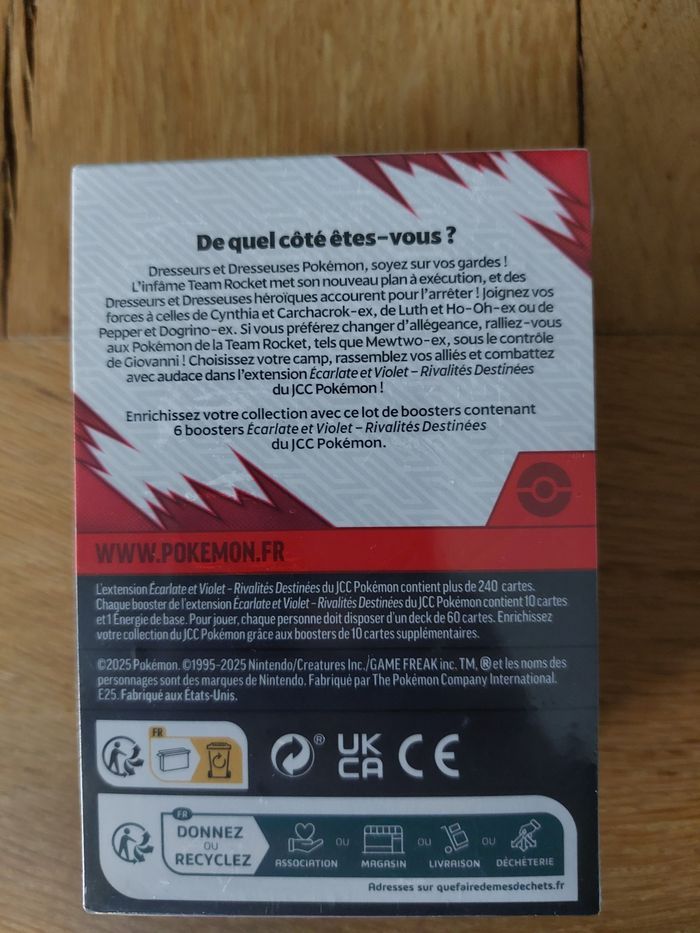 De quel côté êtes-vous ?
Dresseurs et Dresseuses Pokémon, soyez sur vos gardes !
L'infâme Team Rocket met son nouveau plan à exécution, et des
Dresseurs et Dresseuses héroïques accourent pour l'arrêter ! Joignez vos
forces à celles de Cynthia et Carchacrok-ex, de Luth et Ho-Oh-ex ou de
Pepper et Dogrino-ex. Si vous préférez changer d'allégeance, ralliez-vous
aux Pokémon de la Team Rocket, tels que Mewtwo-ex, sous le contrôle
de Giovanni ! Choisissez votre camp, rassemblez vos alliés et combattez
avec audace dans l'extension Écarlate et Violet – Rivalités Destinées
du JCC Pokémon !
Enrichissez votre collection avec ce lot de boosters contenant
6 boosters Écarlate et Violet – Rivalités Destinées
du JCC Pokémon.
WWW.POKEMON.FR
L'extension Écarlate et Violet – Rivalités Destinées du JCC Pokémon contient plus de 240 cartes.
Chaque booster de l'extension Écarlate et Violet – Rivalités Destinées du JCC Pokémon contient 10 cartes
et 1 Énergie de base. Pour jouer, chaque personne doit disposer d'un deck de 60 cartes. Enrichissez
votre collection du JCC Pokémon grâce aux boosters de 10 cartes supplémentaires.
©2025 Pokémon. ©1995–2025 Nintendo/Creatures Inc./GAME FREAK inc. TM, ® et les noms des
personnages sont des marques de Nintendo. Fabriqué par The Pokémon Company International.
E25. Fabriqué aux États-Unis.
FR
® UK CA CE
FR
DONNEZ
OU
RECYCLEZ
ASSOCIATION OU MAGASIN OU LIVRAISON OU DÉCHÈTERIE
Adresses sur quefairedemesdechets.fr